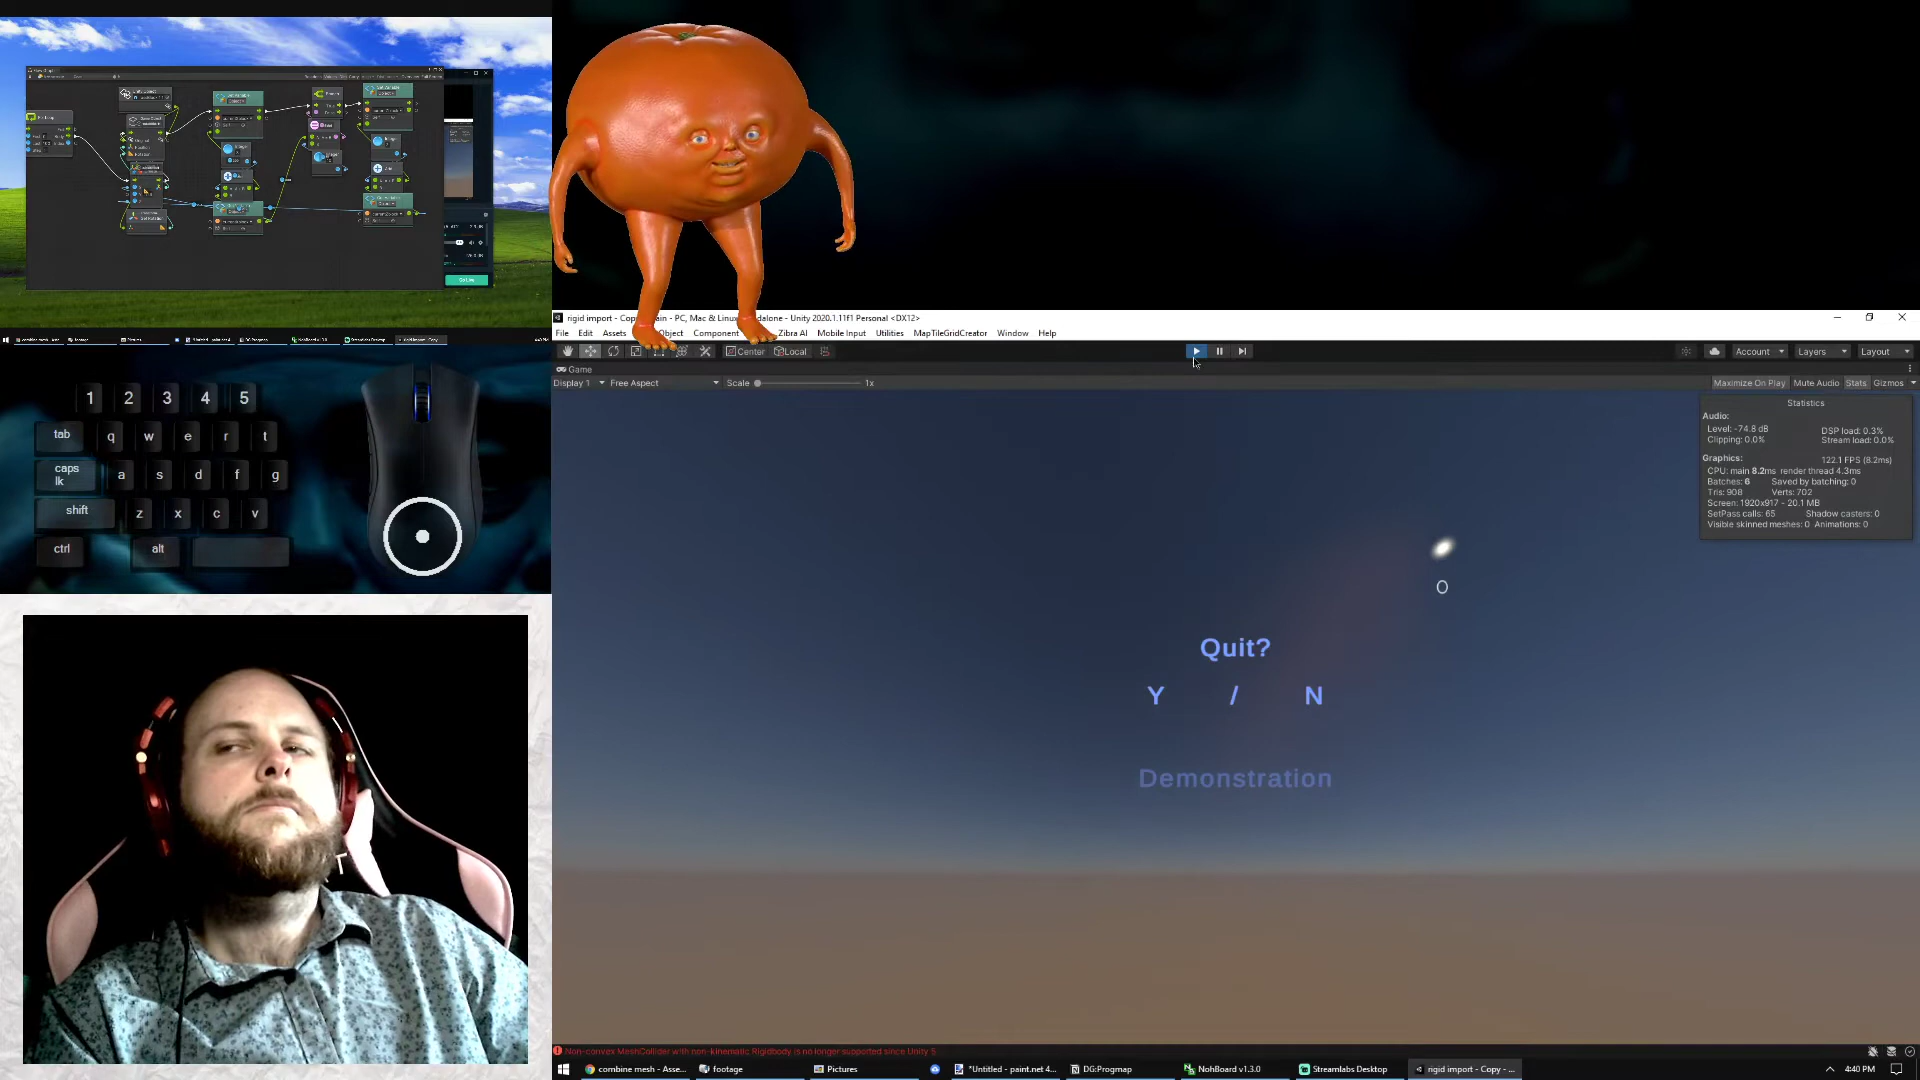 rigid import - Cop
ain - PC, Mac & Linux
dalone - Unity 2020.1.11f1 Personal <DX12>
File Edit Assets
Object Component Zibra AI Mobile Input Utilities MapTileGridCreator Window Help
Center Local
Account Layers Layout
Game
Display 1 Free Aspect Scale 1x
Maximize On Play Mute Audio Stats Gizmos
Statistics
Audio:
Level: -74.8 dB DSP load: 0.3%
Clipping: 0.0% Stream load: 0.0%
Graphics: 122.1 FPS (8.2ms)
CPU: main 8.2ms render thread 4.3ms
Batches: 6 Saved by batching: 0
Tris: 908 Verts: 702
Screen: 1920x917 - 20.1 MB
SetPass calls: 65 Shadow casters: 0
Visible skinned meshes: 0 Animations: 0
Quit?
Y / N
Demonstration
1 2 3 4 5
tab q w e r t
caps lk a s d f g
shift z x c v
ctrl alt
Non-convex MeshCollider with non-kinematic Rigidbody is no longer supported since Unity 5.
combine mesh - Asse... footage Pictures *Untitled - paint.net 4... DG:Progmap NohBoard v1.3.0 Streamlabs Desktop rigid import - Copy - ... 4:40 PM